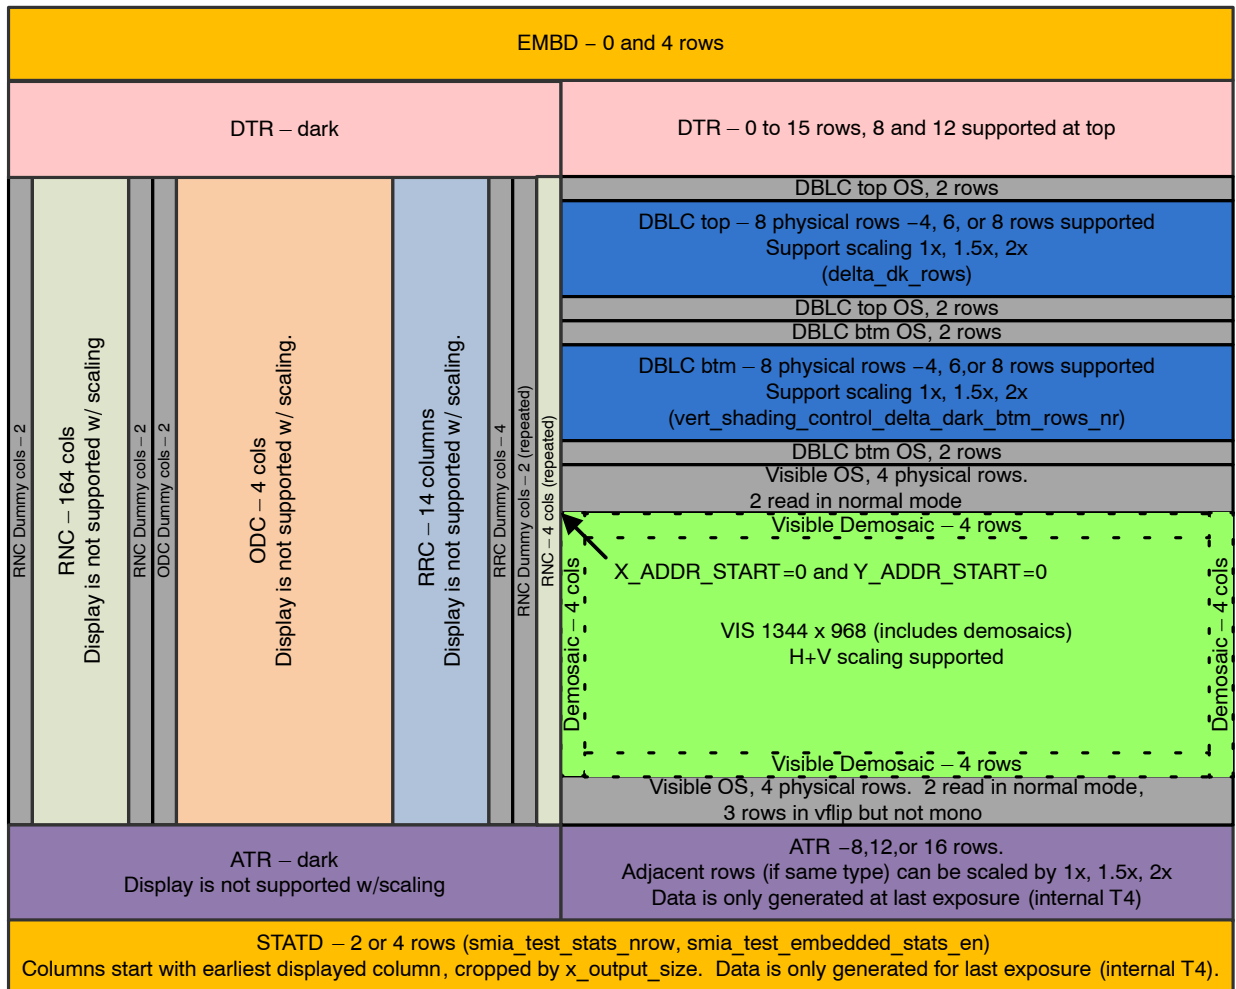 EMBD – 0 and 4 rows
DTR – dark
DTR – 0 to 15 rows, 8 and 12 supported at top
RNC Dummy cols – 2
RNC – 164 cols
Display is not supported w/ scaling
RNC Dummy cols – 2
ODC Dummy cols – 2
ODC – 4 cols
Display is not supported w/ scaling.
RRC – 14 columns
Display is not supported w/ scaling.
RRC Dummy cols – 4
RNC Dummy cols – 2 (repeated)
RNC – 4 cols (repeated)
DBLC top OS, 2 rows
DBLC top – 8 physical rows –4, 6, or 8 rows supported
Support scaling 1x, 1.5x, 2x
(delta_dk_rows)
DBLC top OS, 2 rows
DBLC btm OS, 2 rows
DBLC btm – 8 physical rows –4, 6,or 8 rows supported
Support scaling 1x, 1.5x, 2x
(vert_shading_control_delta_dark_btm_rows_nr)
DBLC btm OS, 2 rows
Visible OS, 4 physical rows.
2 read in normal mode
Visible Demosaic – 4 rows
X_ADDR_START=0 and Y_ADDR_START=0
Demosaic – 4 cols
VIS 1344 x 968 (includes demosaics)
H+V scaling supported
Demosaic – 4 cols
Visible Demosaic – 4 rows
Visible OS, 4 physical rows. 2 read in normal mode,
3 rows in vflip but not mono
ATR – dark
Display is not supported w/scaling
ATR –8,12,or 16 rows.
Adjacent rows (if same type) can be scaled by 1x, 1.5x, 2x
Data is only generated at last exposure (internal T4)
STATD – 2 or 4 rows (smia_test_stats_nrow, smia_test_embedded_stats_en)
Columns start with earliest displayed column, cropped by x_output_size. Data is only generated for last exposure (internal T4).